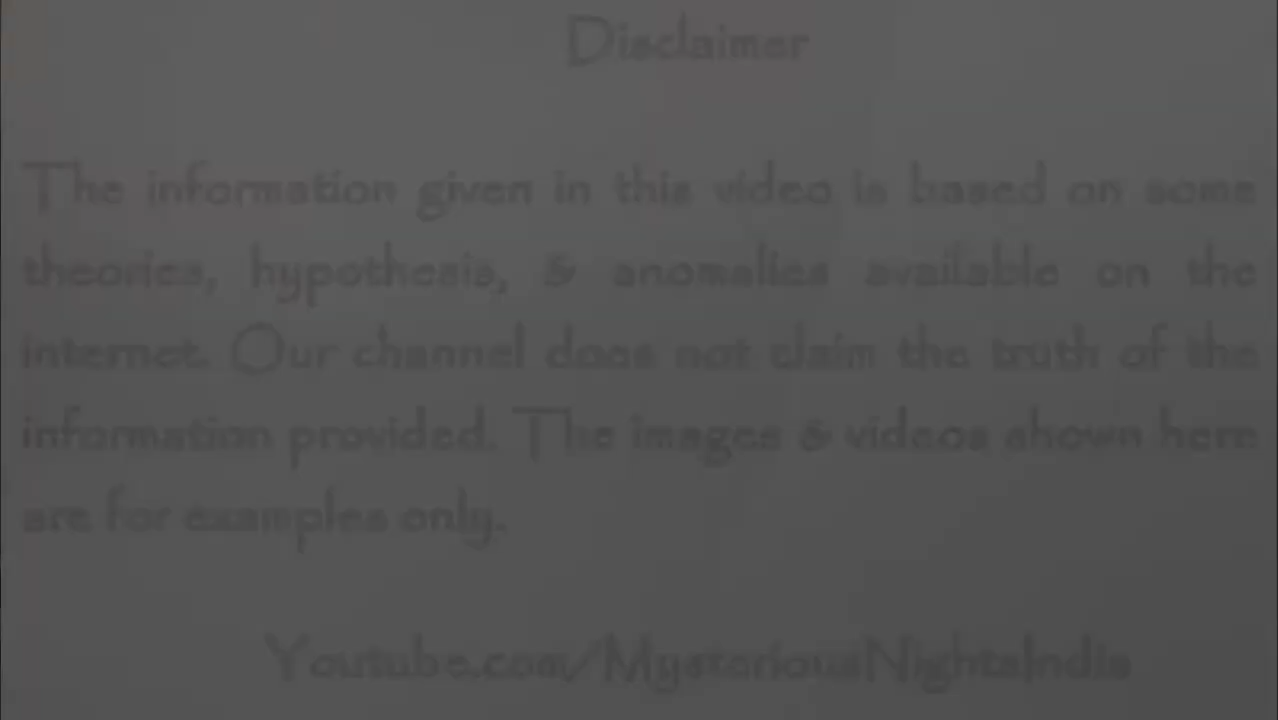 Disclaimer
The information given in this video is based on some
theories, hypothesis, & anomalies available on the
internet. Our channel does not claim the truth of the
information provided. The images & videos shown here
are for examples only.
Youtube.com/MysteriousNightsIndia